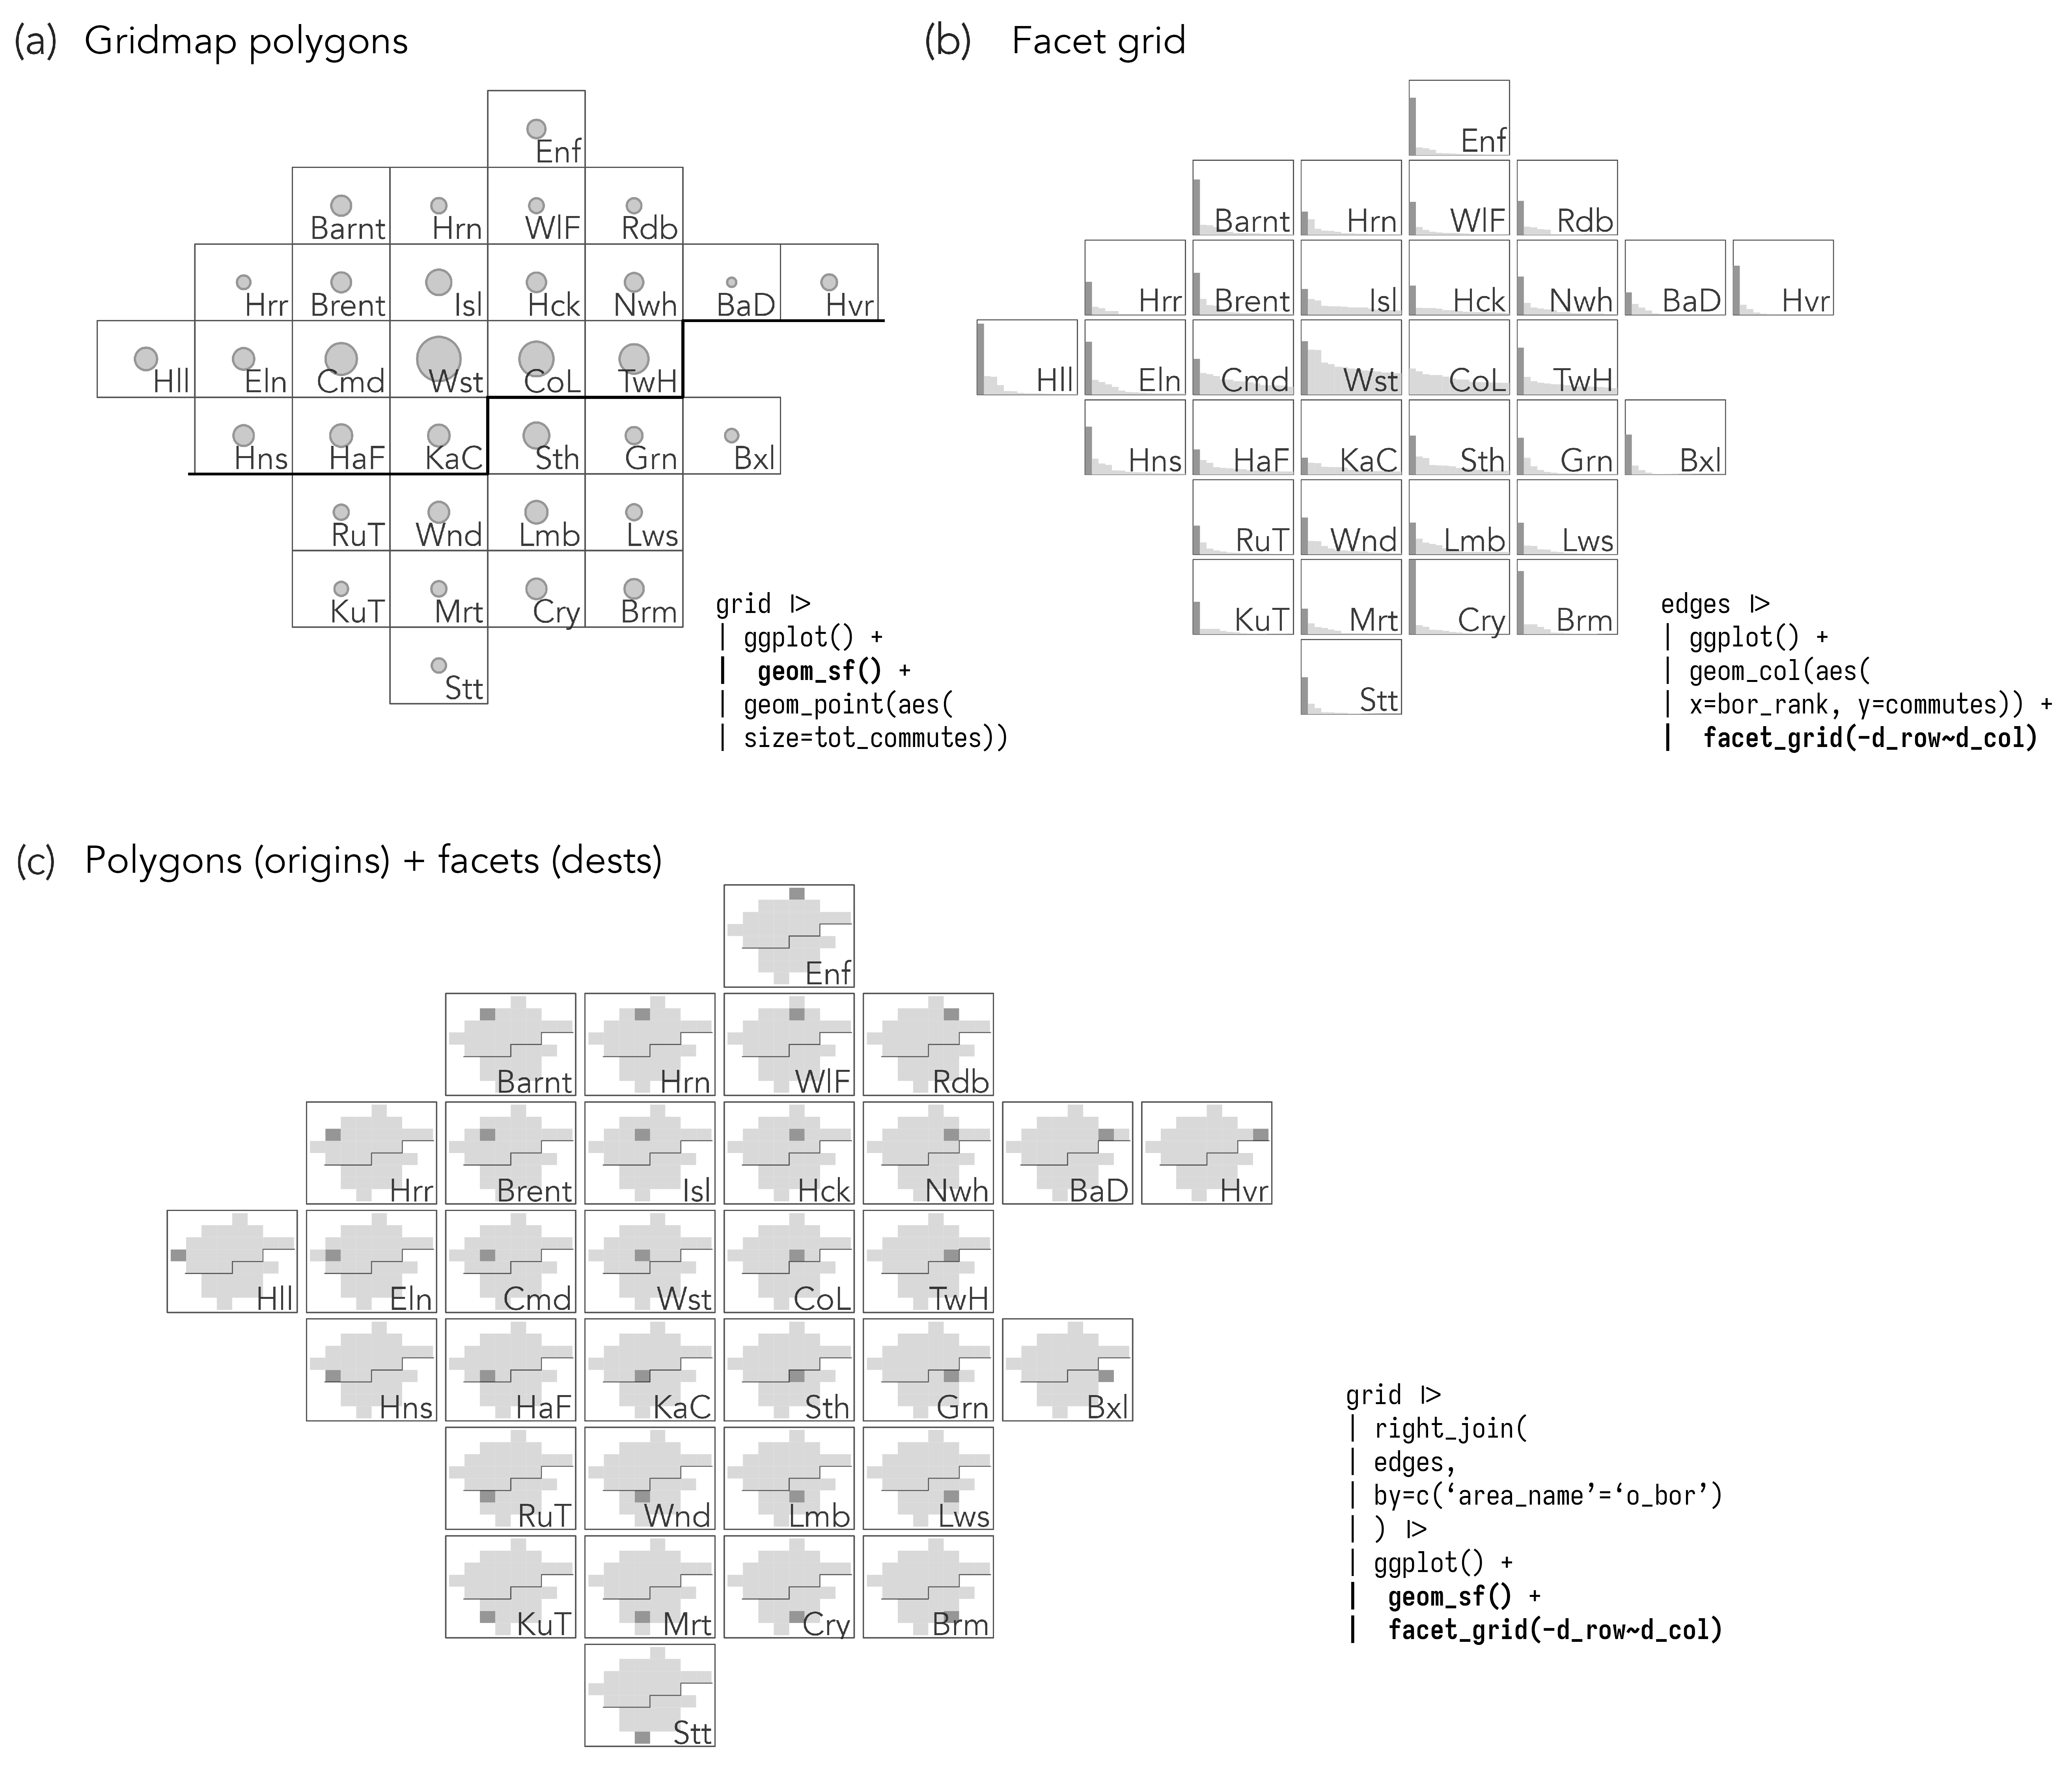 (a) Gridmap polygons
Enf
Barnt Hrn WlF Rdb
Hrr Brent Isl Hck Nwh BaD Hvr
Hll Eln Cmd Wst CoL TwH
Hns HaF KaC Sth Grn Bxl
RuT Wnd Lmb Lws
KuT Mrt Cry Brm
Stt
grid |>
| ggplot() +
| geom_sf() +
| geom_point(aes(
| size=tot_commutes))
(b) Facet grid
Enf
Barnt Hrn WlF Rdb
Hrr Brent Isl Hck Nwh BaD Hvr
Hll Eln Cmd Wst CoL TwH
Hns HaF KaC Sth Grn Bxl
RuT Wnd Lmb Lws
KuT Mrt Cry Brm
Stt
edges |>
| ggplot() +
| geom_col(aes(
| x=bor_rank, y=commutes)) +
| facet_grid(-d_row~d_col)
(c) Polygons (origins) + facets (dests)
Enf
Barnt Hrn WlF Rdb
Hrr Brent Isl Hck Nwh BaD Hvr
Hll Eln Cmd Wst CoL TwH
Hns HaF KaC Sth Grn Bxl
RuT Wnd Lmb Lws
KuT Mrt Cry Brm
Stt
grid |>
| right_join(
| edges,
| by=c(‘area_name’=‘o_bor’)
| ) |>
| ggplot() +
| geom_sf() +
| facet_grid(-d_row~d_col)